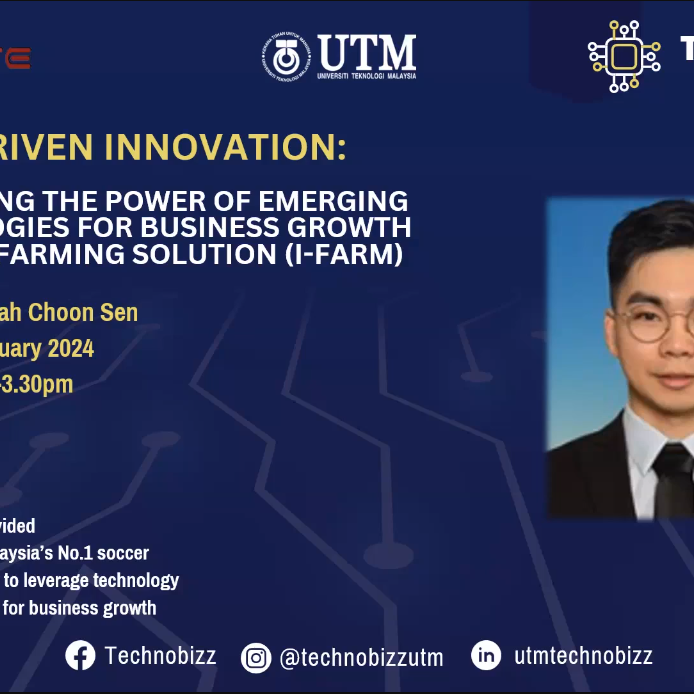 UTM
UNIVERSITI TEKNOLOGI MALAYSIA
RIVEN INNOVATION:
NG THE POWER OF EMERGING
OGIES FOR BUSINESS GROWTH
FARMING SOLUTION (I-FARM)
ah Choon Sen
uary 2024
-3.30pm
vided
aysia's No.1 soccer
to leverage technology
for business growth
Technobizz @technobizzutm in utmtechnobizz